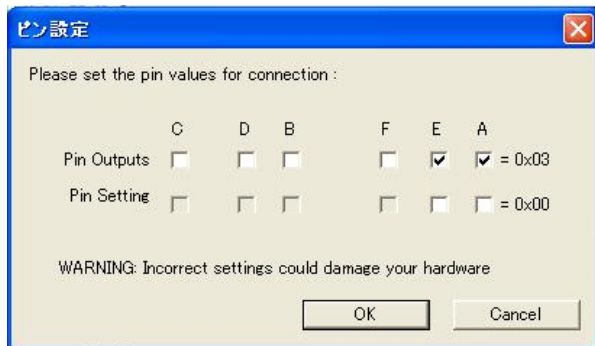 ピン設定
Please set the pin values for connection :
C D B F E A
Pin Outputs = 0x03
Pin Setting = 0x00
WARNING: Incorrect settings could damage your hardware
OK Cancel